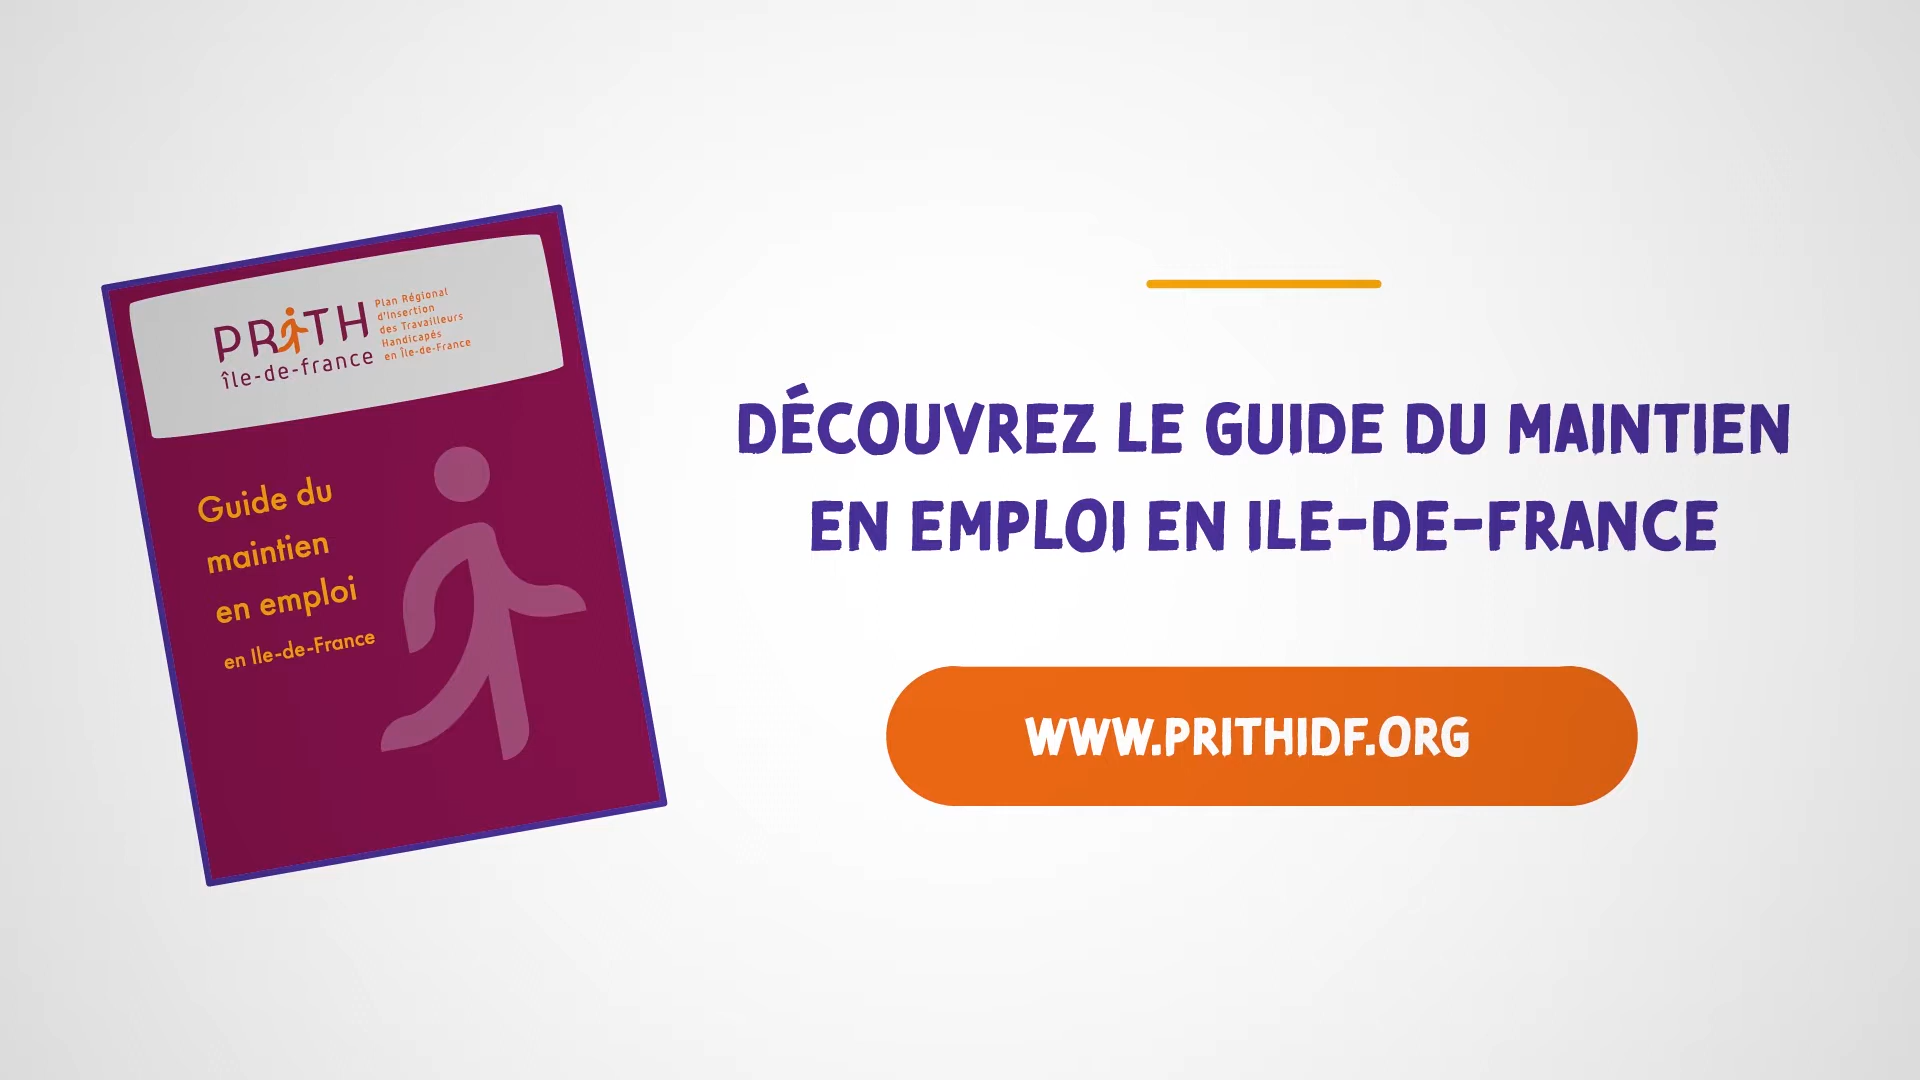 PRiTH
île-de-france
Plan Régional
d'Insertion
des Travailleurs
Handicapés
en Île-de-France
Guide du
maintien
en emploi
en Ile-de-France
DÉCOUVREZ LE GUIDE DU MAINTIEN
EN EMPLOI EN ILE-DE-FRANCE
WWW.PRITHIDF.ORG